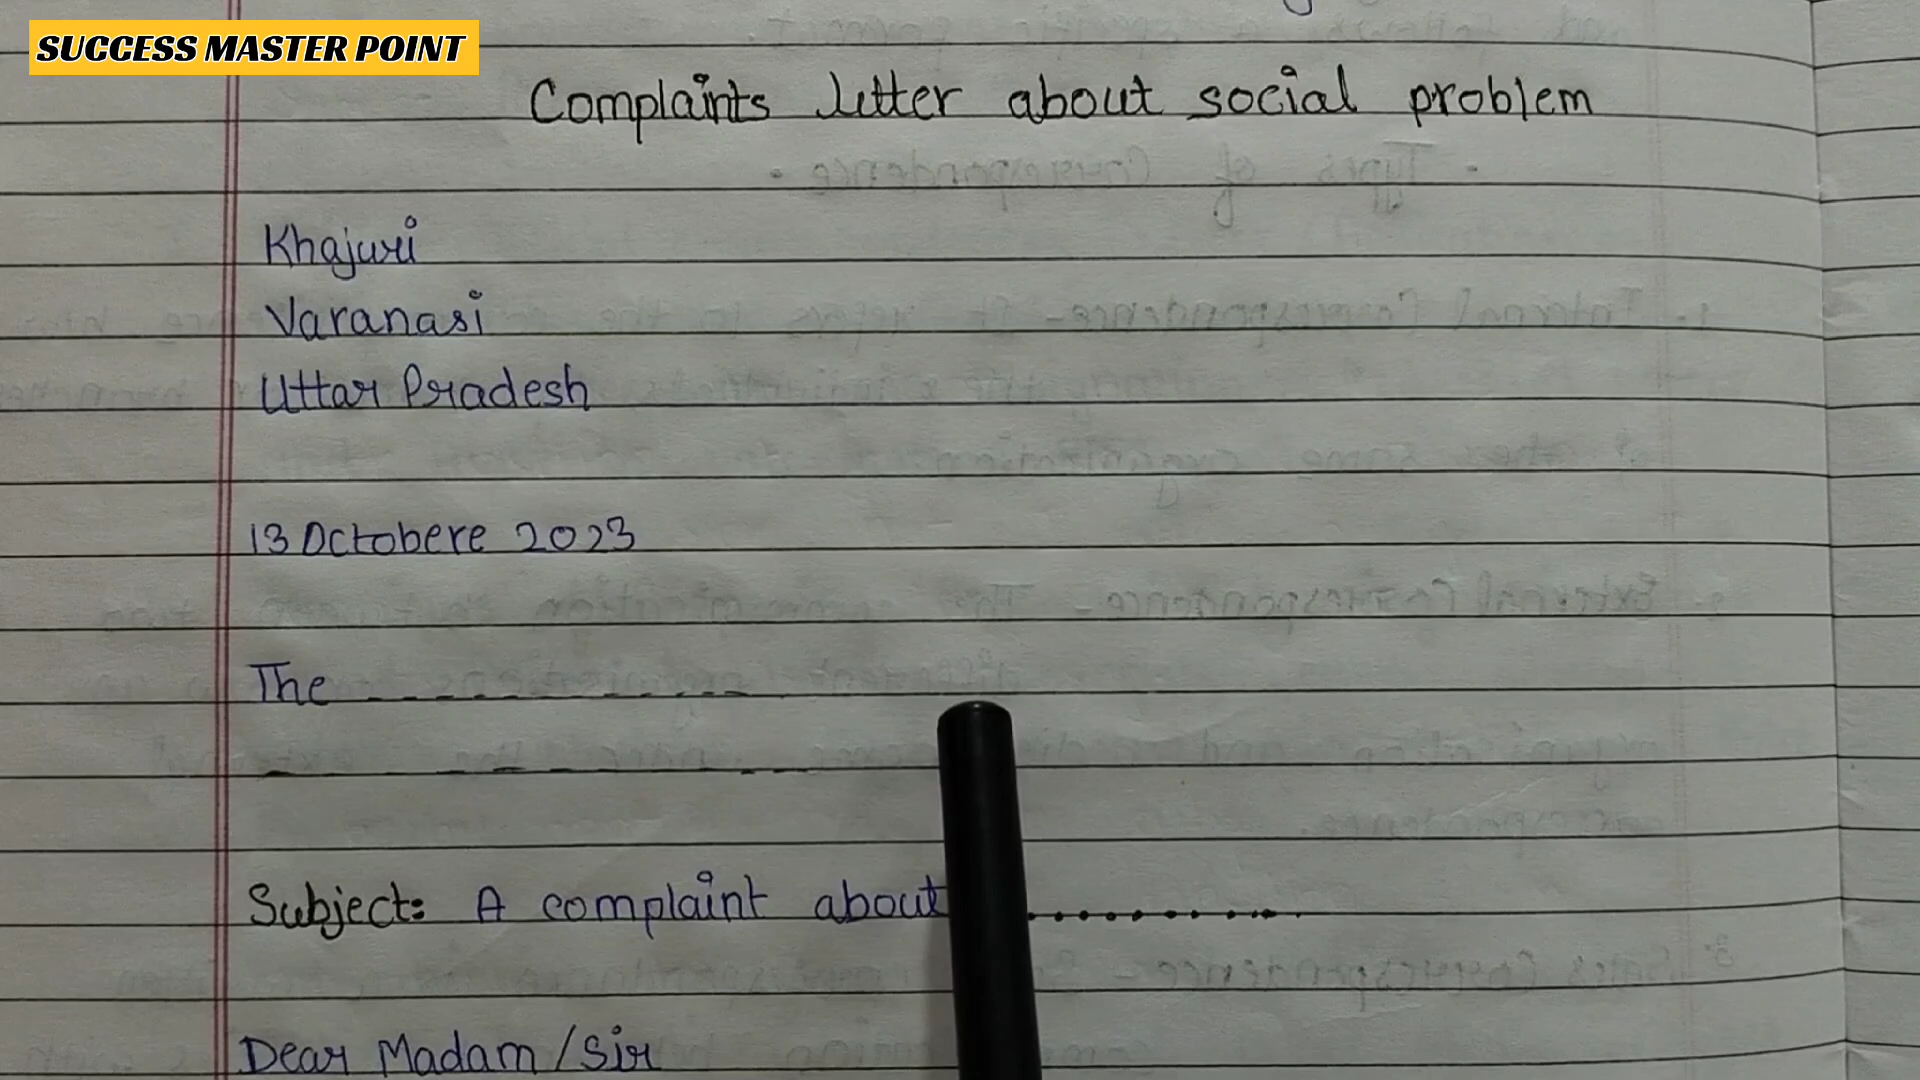 SUCCESS MASTER POINT
Complaints letter about social problem
Khajuri
Varanasi
Uttar Pradesh
13 Octobere 2023
The ------------
---------
Subject: A complaint about ............
Dear Madam / Sir